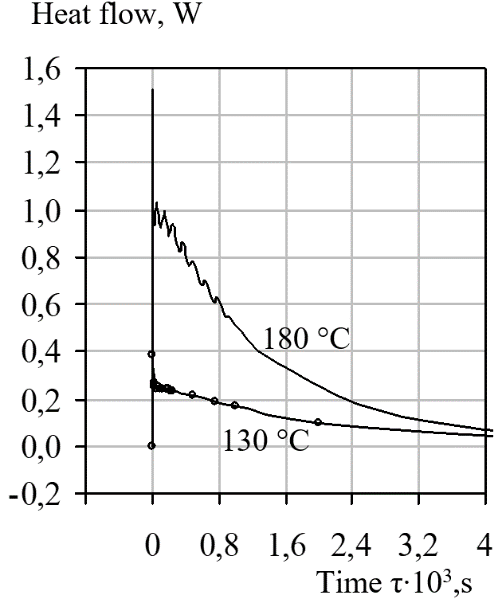 Heat flow, W
1,6
1,4
1,2
1,0
0,8
0,6
0,4
0,2
0,0
-0,2
180 °C
130 °C
0 0,8 1,6 2,4 3,2 4
Time τ·10³,s